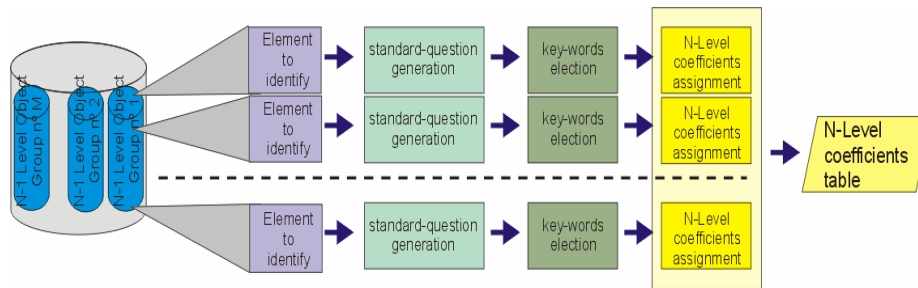 N-1 Level Object
Group nº M
N-1 Level Object
Group nº 2
N-1 Level Object
Group nº 1
Element
to
identify
standard-question
generation
key-words
election
N-Level
coefficients
assignment
Element
to
identify
standard-question
generation
key-words
election
N-Level
coefficients
assignment
N-Level
coefficients
table
Element
to
identify
standard-question
generation
key-words
election
N-Level
coefficients
assignment